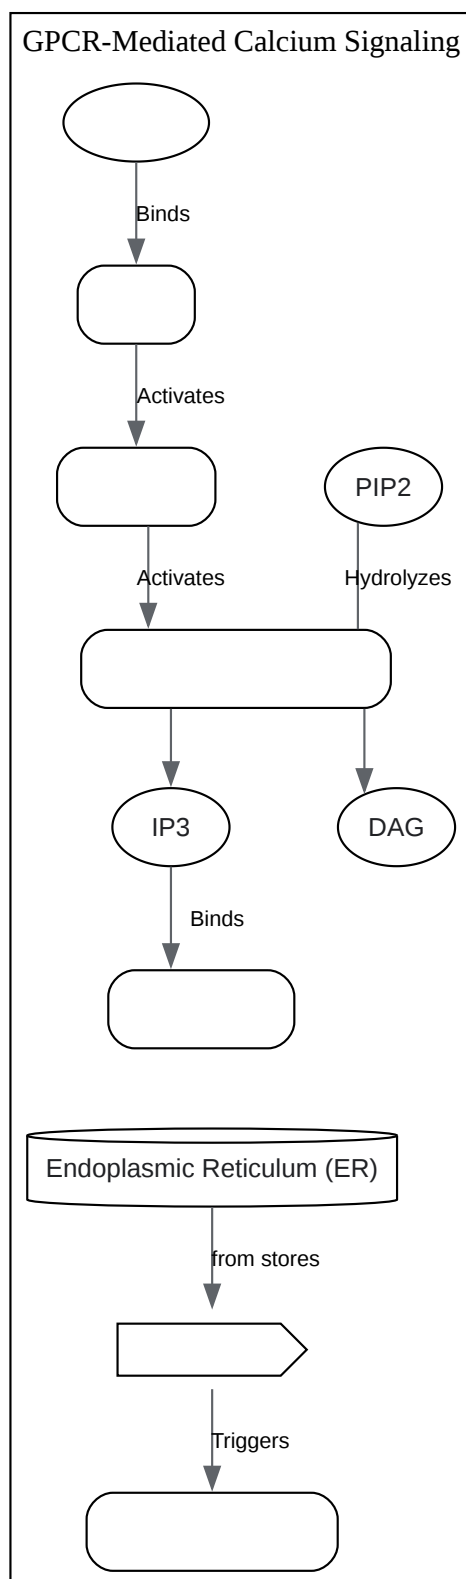 GPCR-Mediated Calcium Signaling
Binds
Activates
PIP2
Activates
Hydrolyzes
IP3
DAG
Binds
Endoplasmic Reticulum (ER)
from stores
Triggers